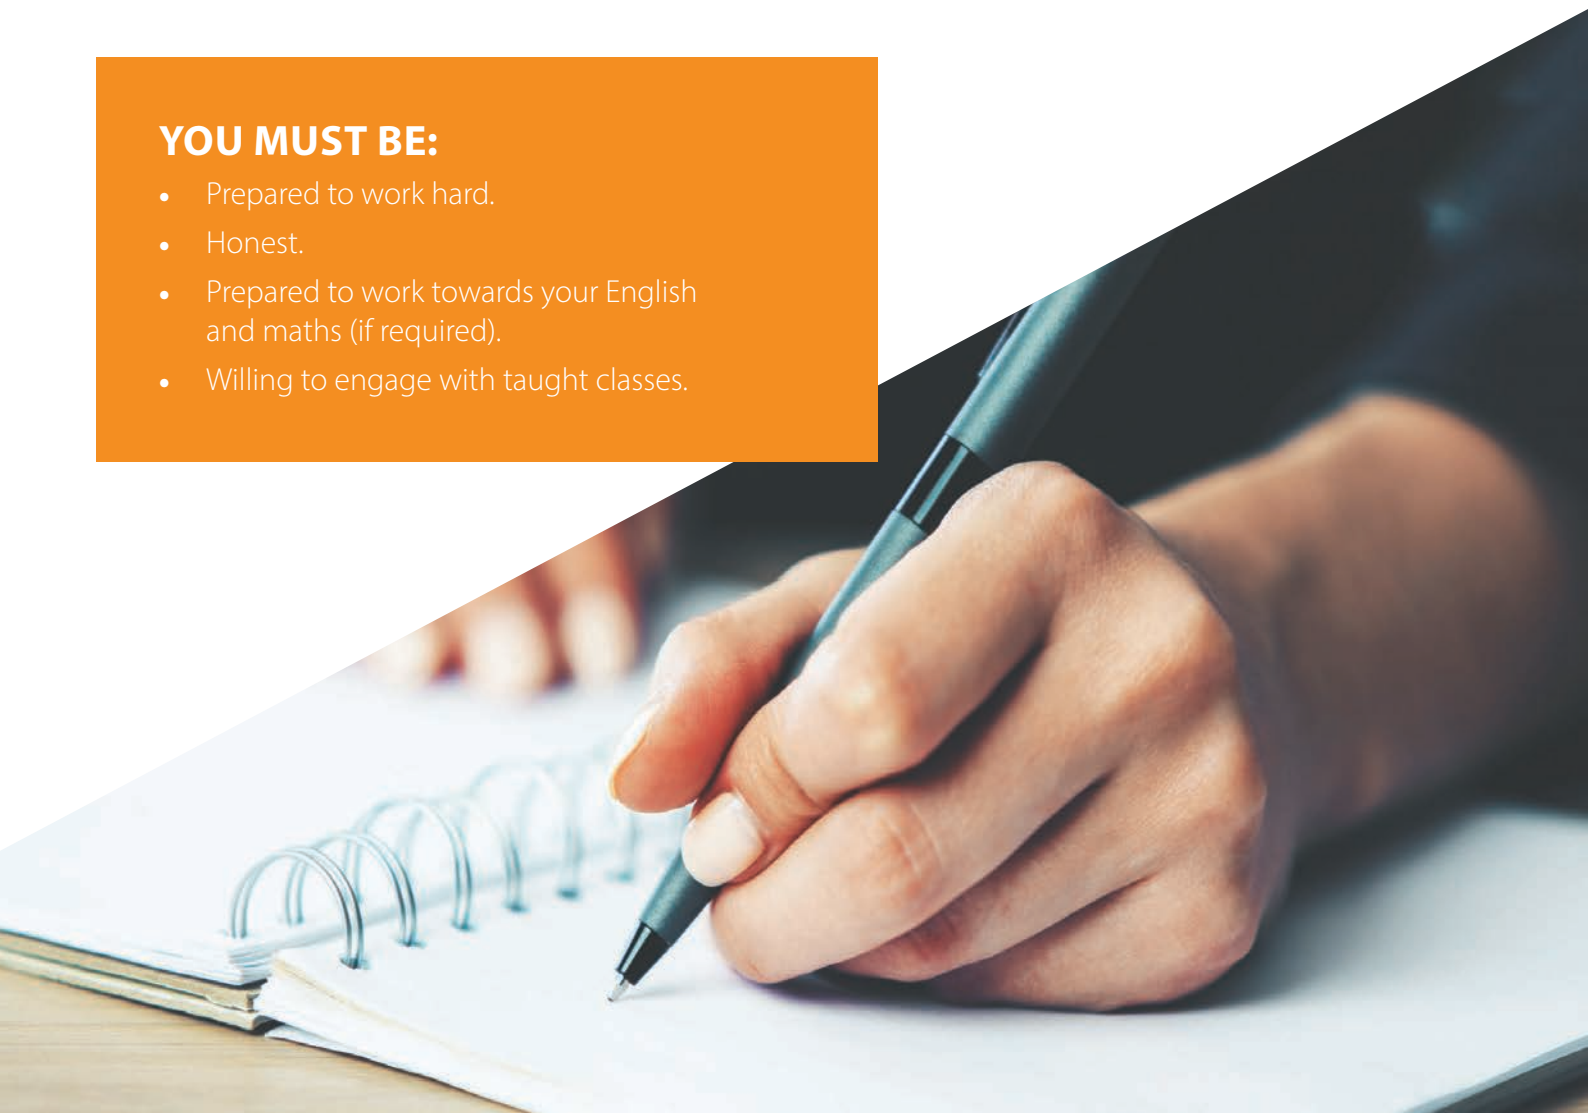 YOU MUST BE:
• Prepared to work hard.
• Honest.
• Prepared to work towards your English
and maths (if required).
• Willing to engage with taught classes.